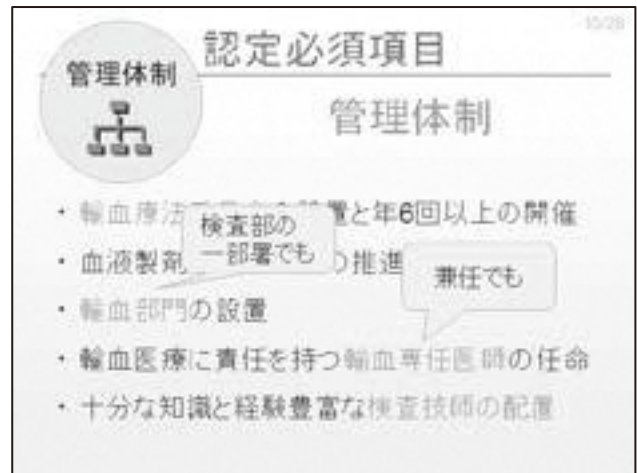 10/28
認定必須項目
管理体制
管理体制
・輸血療法 置と年6回以上の開催
検査部の
一部署でも
・血液製剤 の推進
兼任でも
・輸血部門の設置
・輸血医療に責任を持つ輸血専任医師の任命
・十分な知識と経験豊富な検査技師の配置